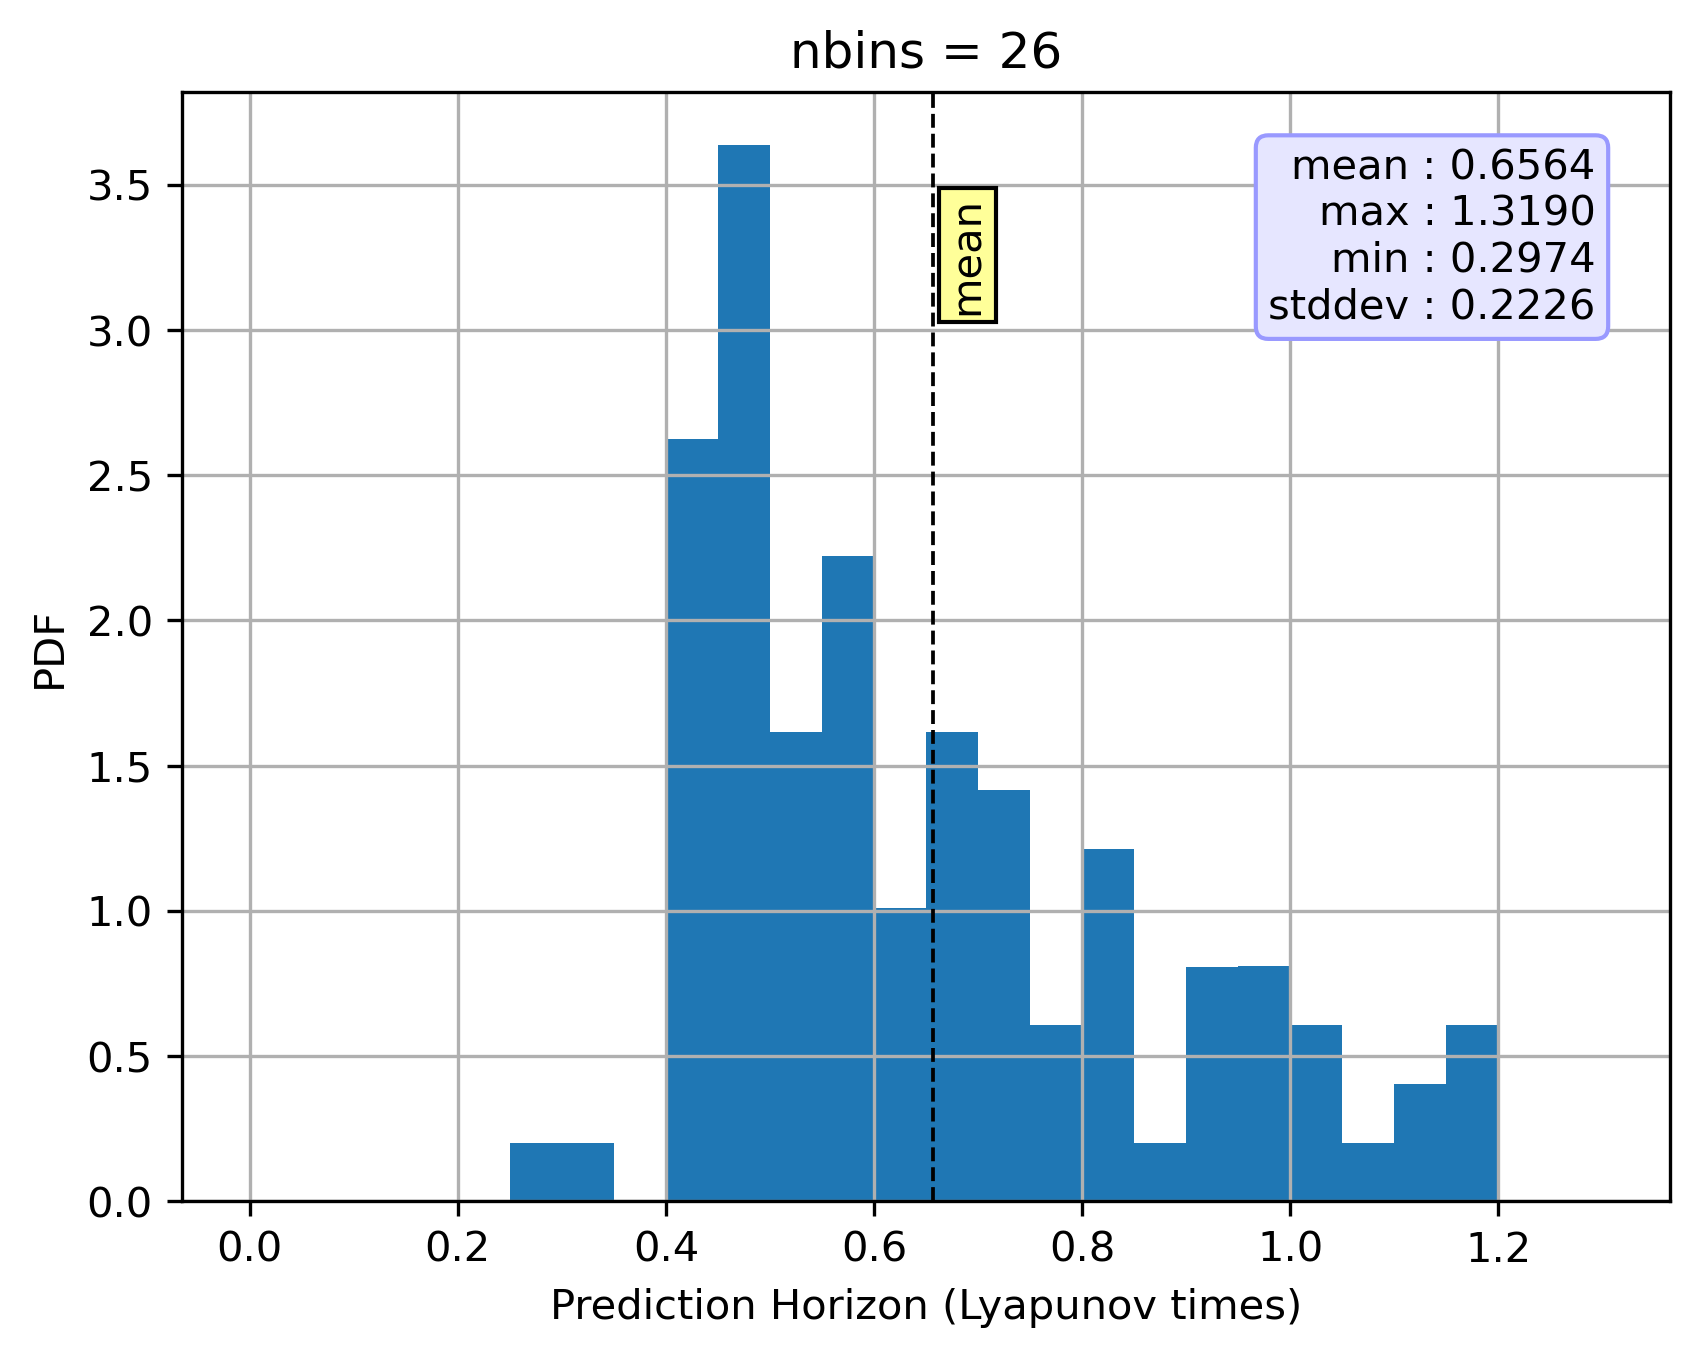 nbins = 26
mean : 0.6564
max : 1.3190
min : 0.2974
stddev : 0.2226
mean
PDF
3.5
3.0
2.5
2.0
1.5
1.0
0.5
0.0
0.0 0.2 0.4 0.6 0.8 1.0 1.2
Prediction Horizon (Lyapunov times)